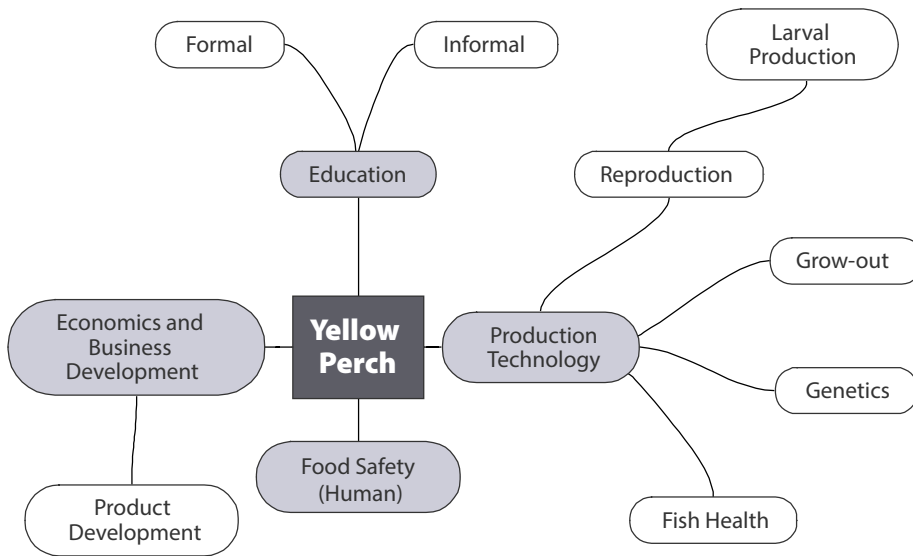 Formal
Informal
Larval
Production
Education
Reproduction
Grow-out
Economics and
Business
Development
Yellow
Perch
Production
Technology
Genetics
Food Safety
(Human)
Product
Development
Fish Health